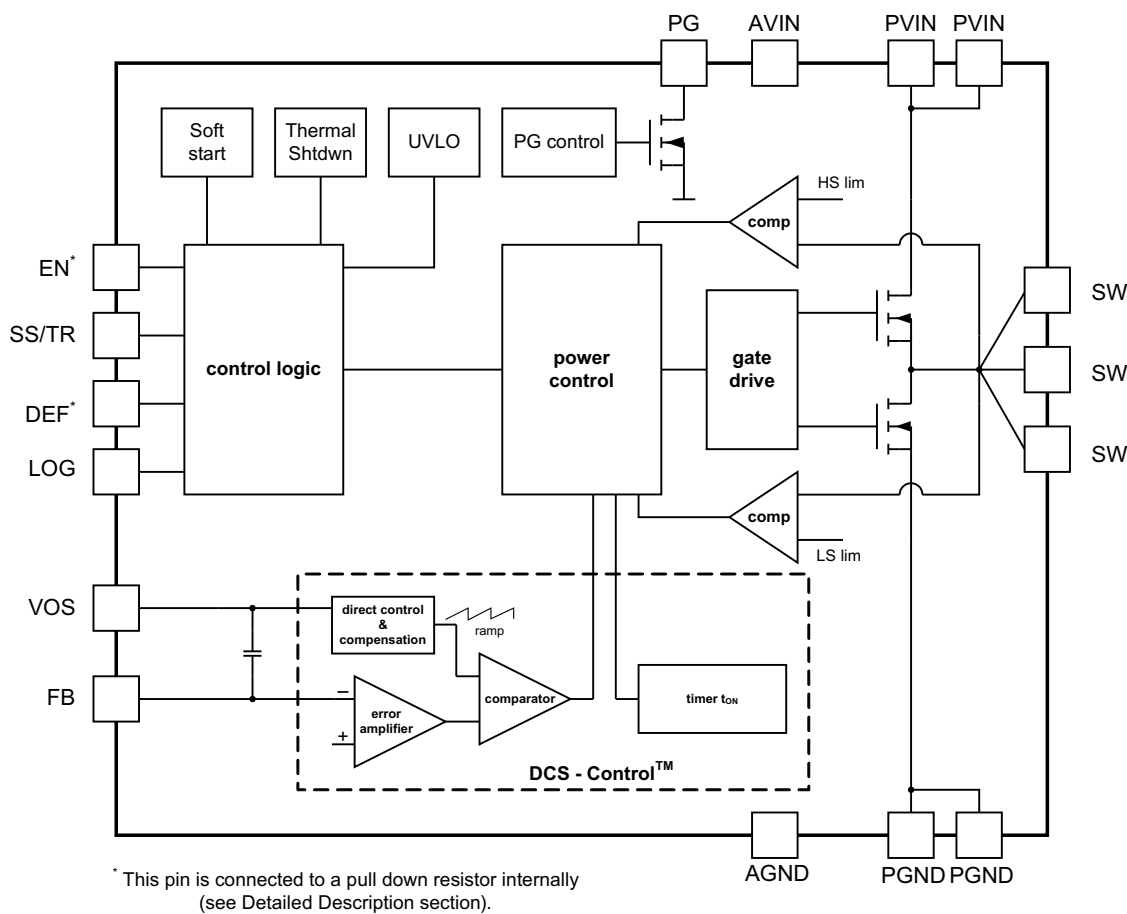 PG AVIN PVIN PVIN
Soft
start
Thermal
Shtdwn
UVLO
PG control
HS lim
comp
EN*
SS/TR
DEF*
LOG
control logic
power
control
gate
drive
SW
SW
SW
comp
LS lim
VOS
FB
direct control
&
compensation
ramp
−
+
error
amplifier
comparator
timer tON
DCS - Control™
AGND PGND PGND
* This pin is connected to a pull down resistor internally
(see Detailed Description section).